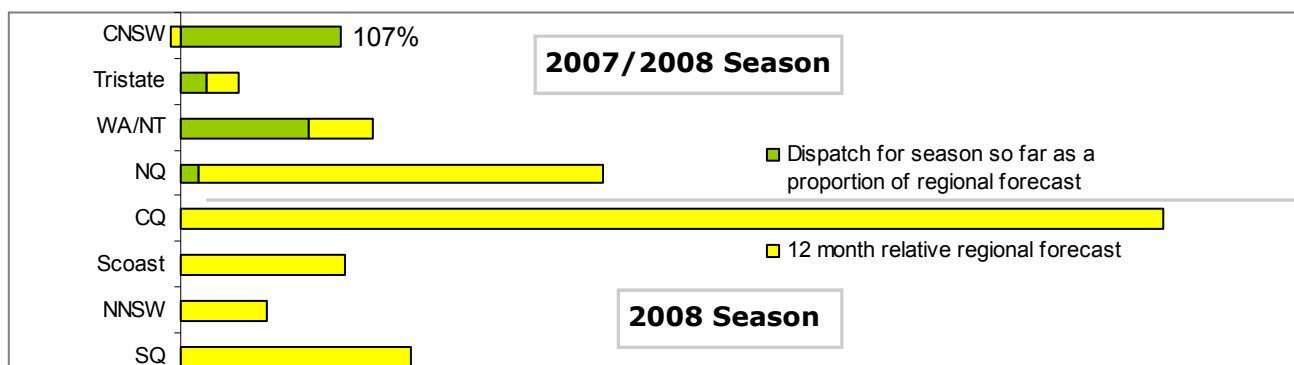 CNSW
107%
2007/2008 Season
Tristate
WA/NT
Dispatch for season so far as a
proportion of regional forecast
NQ
CQ
12 month relative regional forecast
Scoast
NNSW
2008 Season
SQ